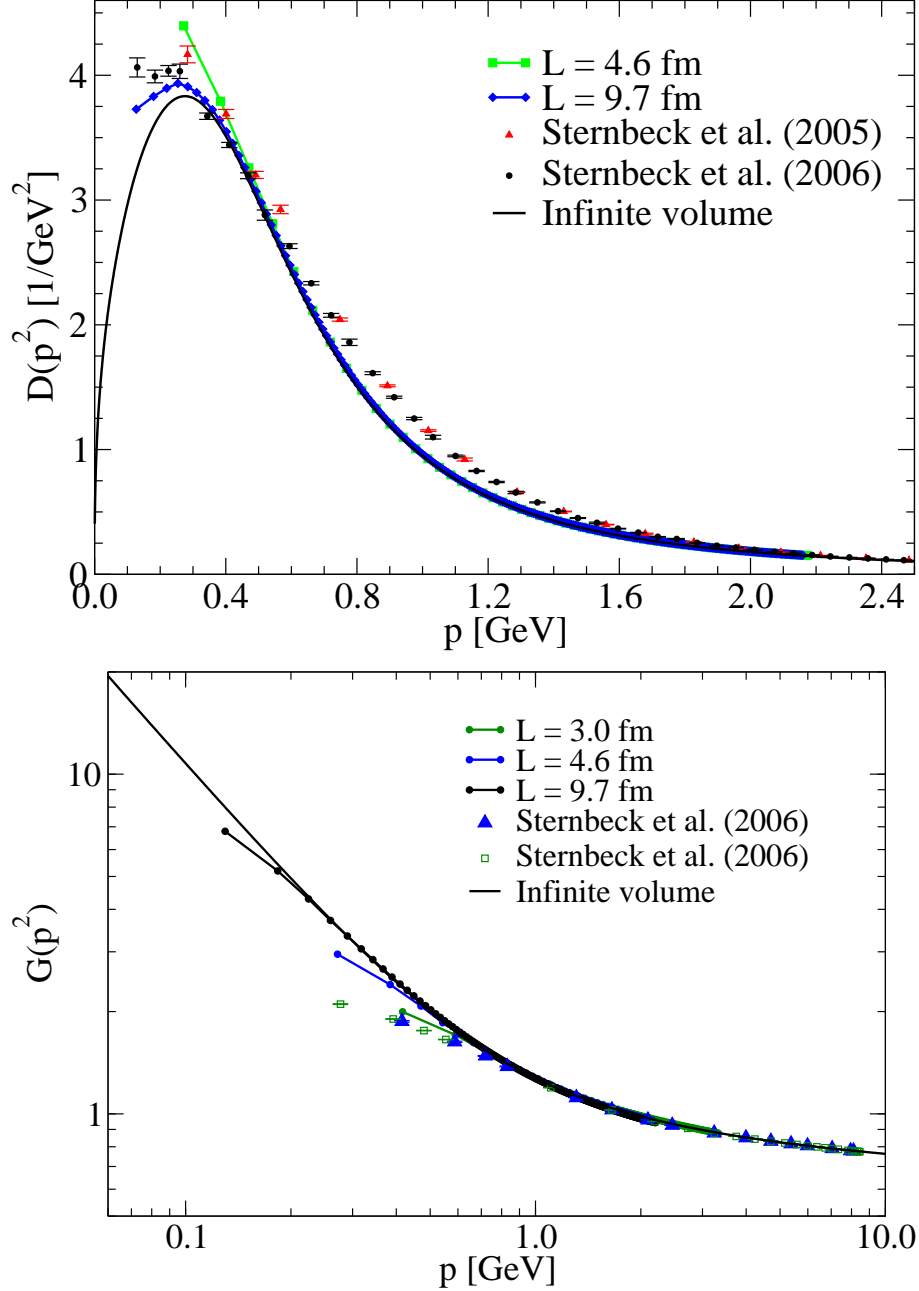 4
3
2
1
0
D(p²) [1/GeV²]
L = 4.6 fm
L = 9.7 fm
Sternbeck et al. (2005)
Sternbeck et al. (2006)
Infinite volume
0.0 0.4 0.8 1.2 1.6 2.0 2.4
p [GeV]
10
1
G(p²)
L = 3.0 fm
L = 4.6 fm
L = 9.7 fm
Sternbeck et al. (2006)
Sternbeck et al. (2006)
Infinite volume
0.1 1.0 10.0
p [GeV]